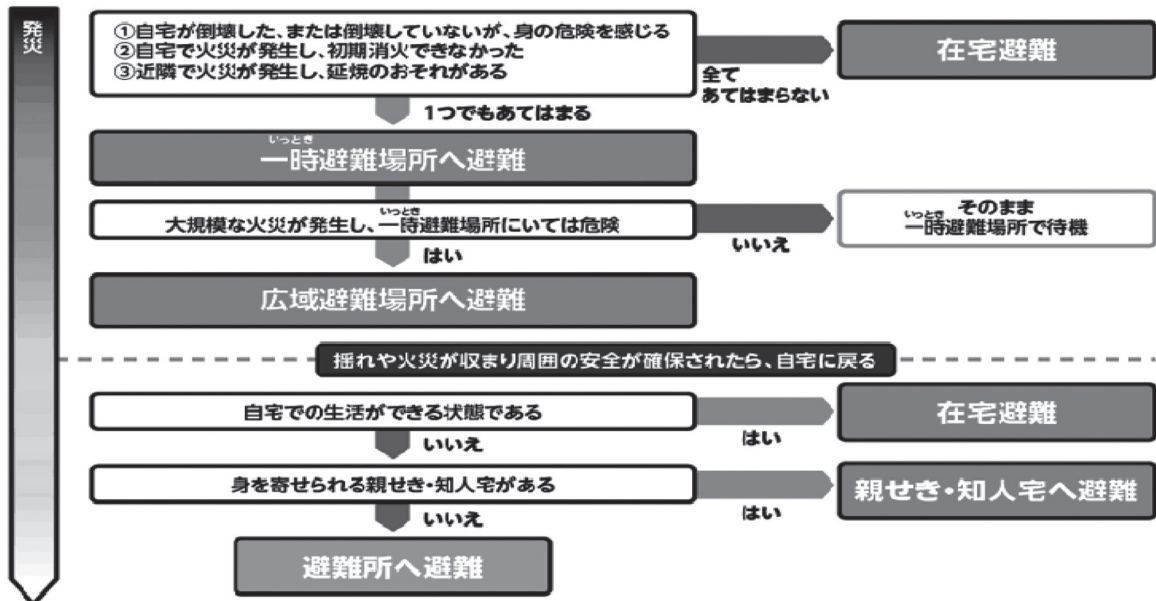 発災
①自宅が倒壊した、または倒壊していないが、身の危険を感じる
②自宅で火災が発生し、初期消火できなかった
③近隣で火災が発生し、延焼のおそれがある
全て
あてはまらない
在宅避難
1つでもあてはまる
いっとき
一時避難場所へ避難
いっとき
大規模な火災が発生し、一時避難場所にいては危険
いいえ
そのまま
いっとき
一時避難場所で待機
はい
広域避難場所へ避難
揺れや火災が収まり周囲の安全が確保されたら、自宅に戻る
自宅での生活ができる状態である
はい
在宅避難
いいえ
身を寄せられる親せき・知人宅がある
はい
親せき・知人宅へ避難
いいえ
避難所へ避難